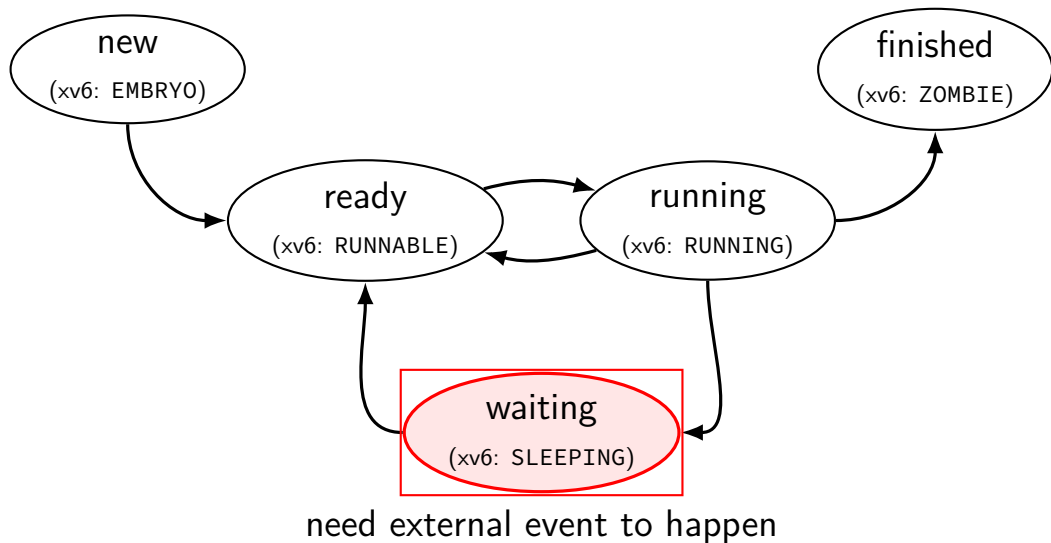 new
(xv6: EMBRYO)
finished
(xv6: ZOMBIE)
ready
(xv6: RUNNABLE)
running
(xv6: RUNNING)
waiting
(xv6: SLEEPING)
need external event to happen